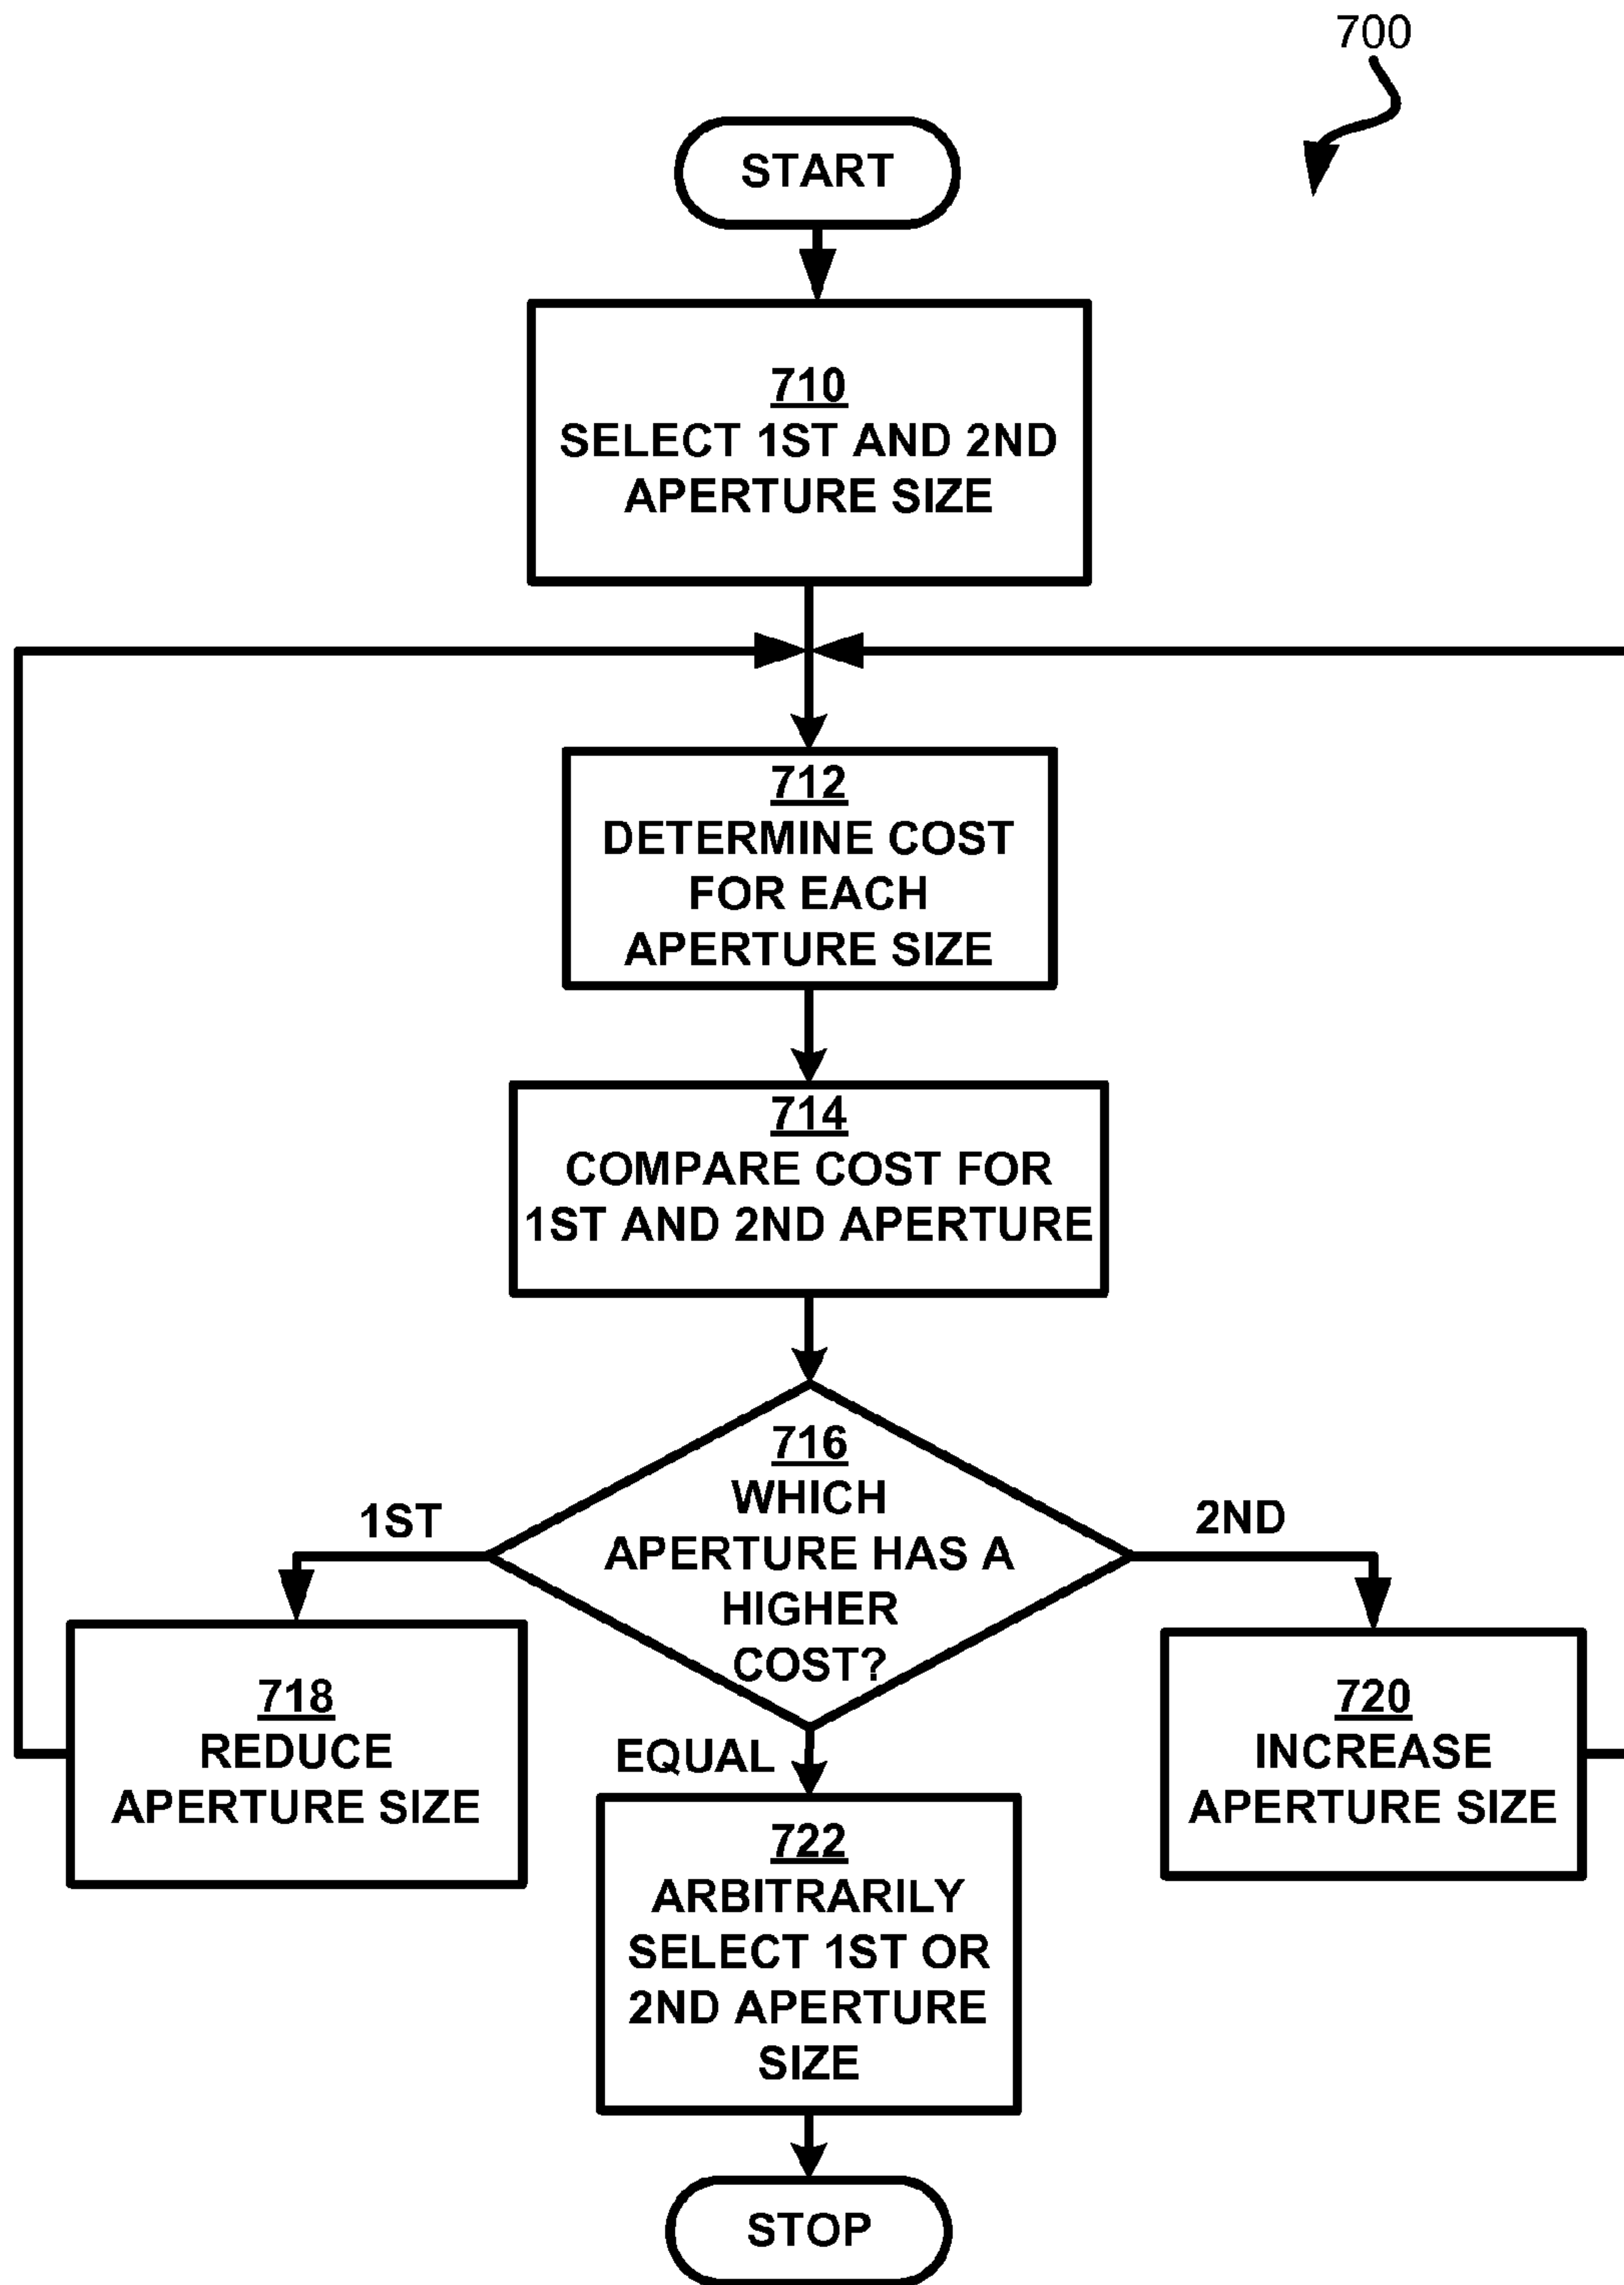 700
START
710
SELECT 1ST AND 2ND
APERTURE SIZE
712
DETERMINE COST
FOR EACH
APERTURE SIZE
714
COMPARE COST FOR
1ST AND 2ND APERTURE
716
WHICH
APERTURE HAS A
HIGHER
COST?
1ST
2ND
EQUAL
718
REDUCE
APERTURE SIZE
720
INCREASE
APERTURE SIZE
722
ARBITRARILY
SELECT 1ST OR
2ND APERTURE
SIZE
STOP